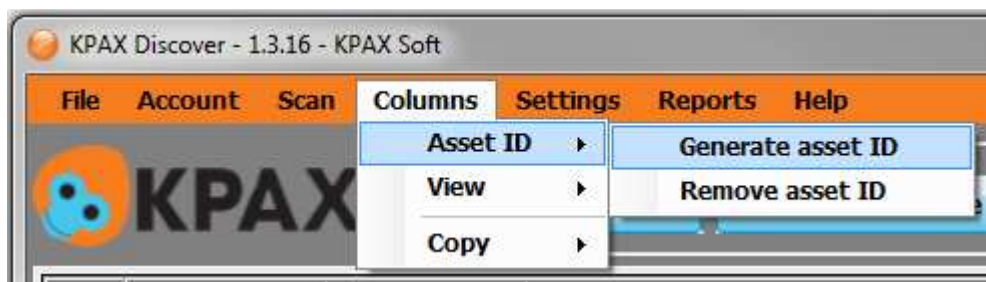 KPAX Discover - 1.3.16 - KPAX Soft
File Account Scan Columns Settings Reports Help
Asset ID Generate asset ID
View Remove asset ID
KPAX
Copy